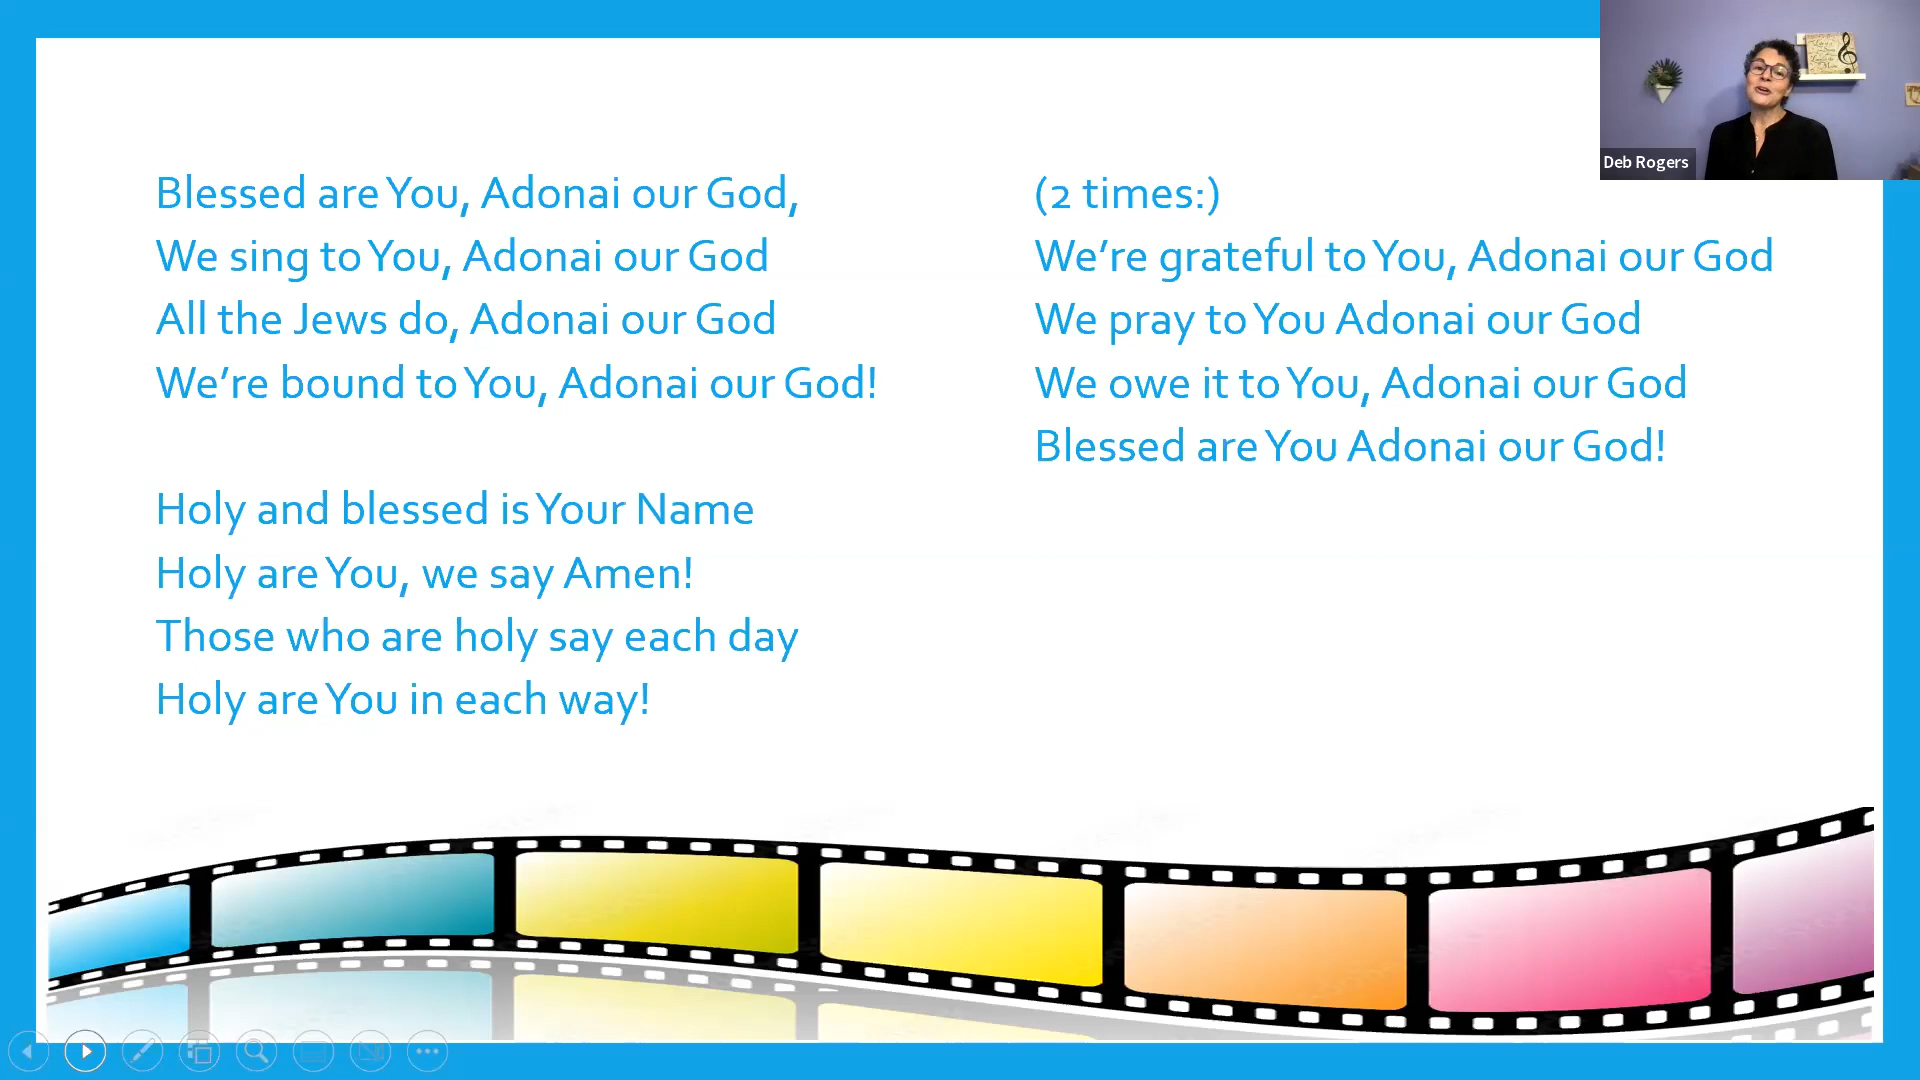 Blessed are You, Adonai our God,
We sing to You, Adonai our God
All the Jews do, Adonai our God
We’re bound to You, Adonai our God!
Holy and blessed is Your Name
Holy are You, we say Amen!
Those who are holy say each day
Holy are You in each way!
(2 times:)
We’re grateful to You, Adonai our God
We pray to You Adonai our God
We owe it to You, Adonai our God
Blessed are You Adonai our God!
Deb Rogers